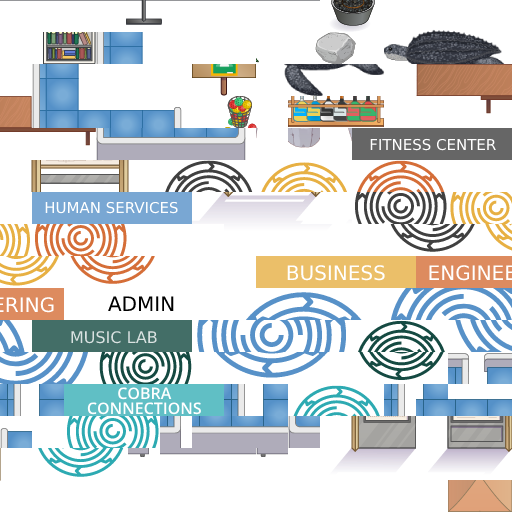 FITNESS CENTER
HUMAN SERVICES
BUSINESS
ENGINEE
ERING
ADMIN
MUSIC LAB
COBRA
CONNECTIONS